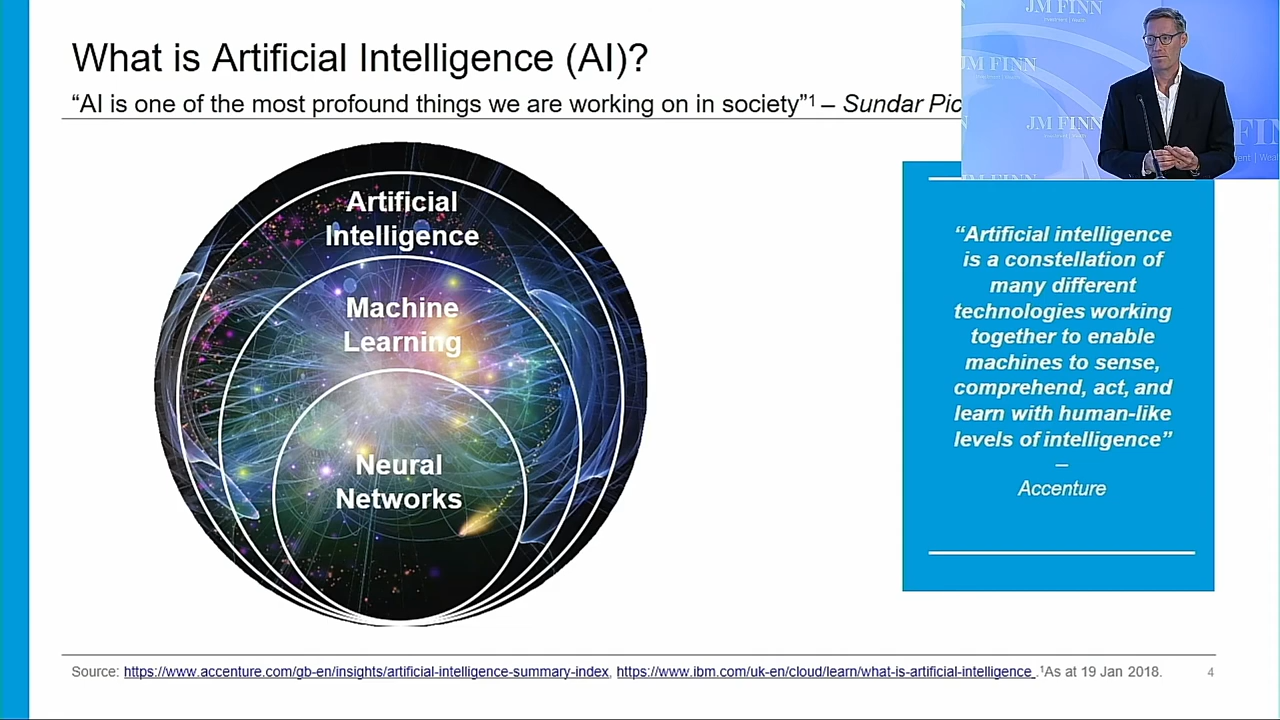 What is Artificial Intelligence (AI)?
“AI is one of the most profound things we are working on in society”¹ – Sundar Pic
JM FINN
JM FINN
JM FINN
Artificial
Intelligence
Machine
Learning
Neural
Networks
“Artificial intelligence
is a constellation of
many different
technologies working
together to enable
machines to sense,
comprehend, act, and
learn with human-like
levels of intelligence”
–
Accenture
Source: https://www.accenture.com/gb-en/insights/artificial-intelligence-summary-index, https://www.ibm.com/uk-en/cloud/learn/what-is-artificial-intelligence .¹As at 19 Jan 2018.
4